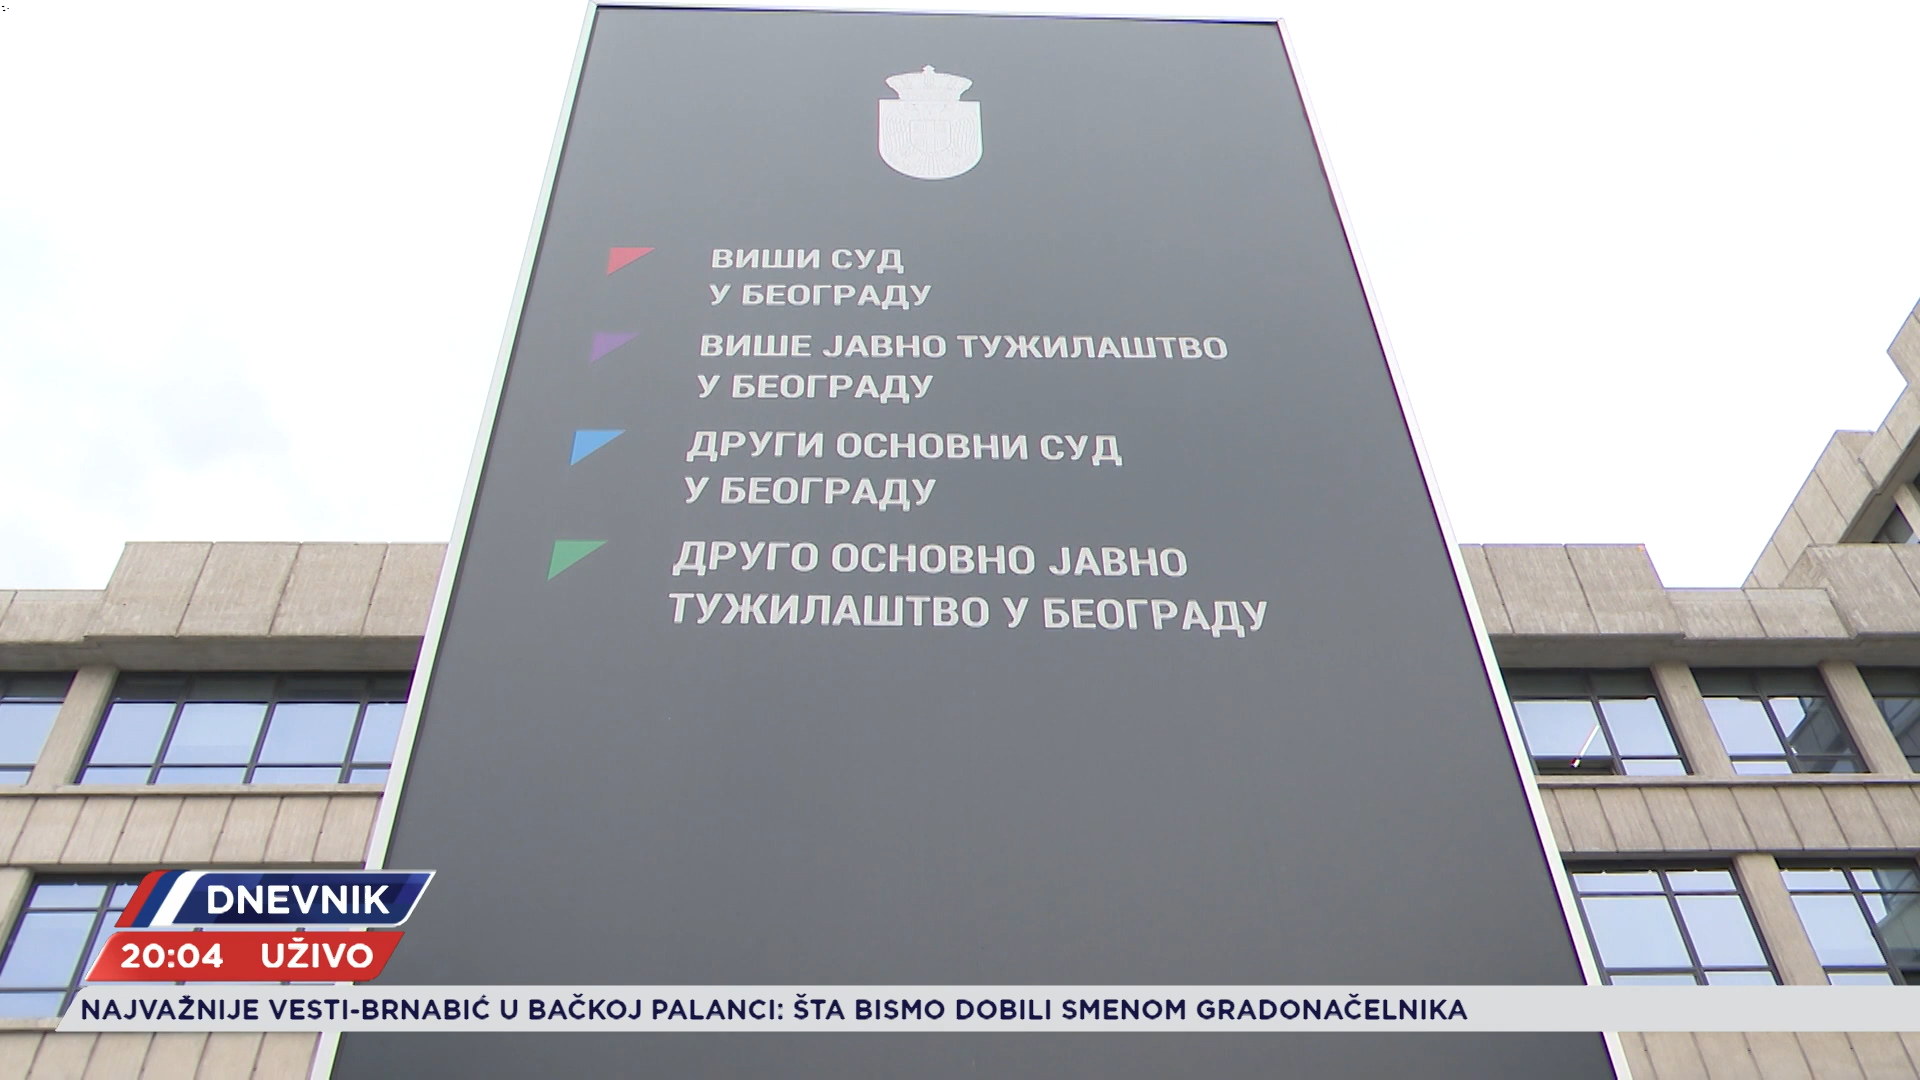 ВИШИ СУД
У БЕОГРАДУ
ВИШЕ ЈАВНО ТУЖИЛАШТВО
У БЕОГРАДУ
ДРУГИ ОСНОВНИ СУД
У БЕОГРАДУ
ДРУГО ОСНОВНО ЈАВНО
ТУЖИЛАШТВО У БЕОГРАДУ
DNEVNIK
20:04 UŽIVO
NAJVAŽNIJE VESTI-BRNABIĆ U BAČKOJ PALANCI: ŠTA BISMO DOBILI SMENOM GRADONAČELNIKA